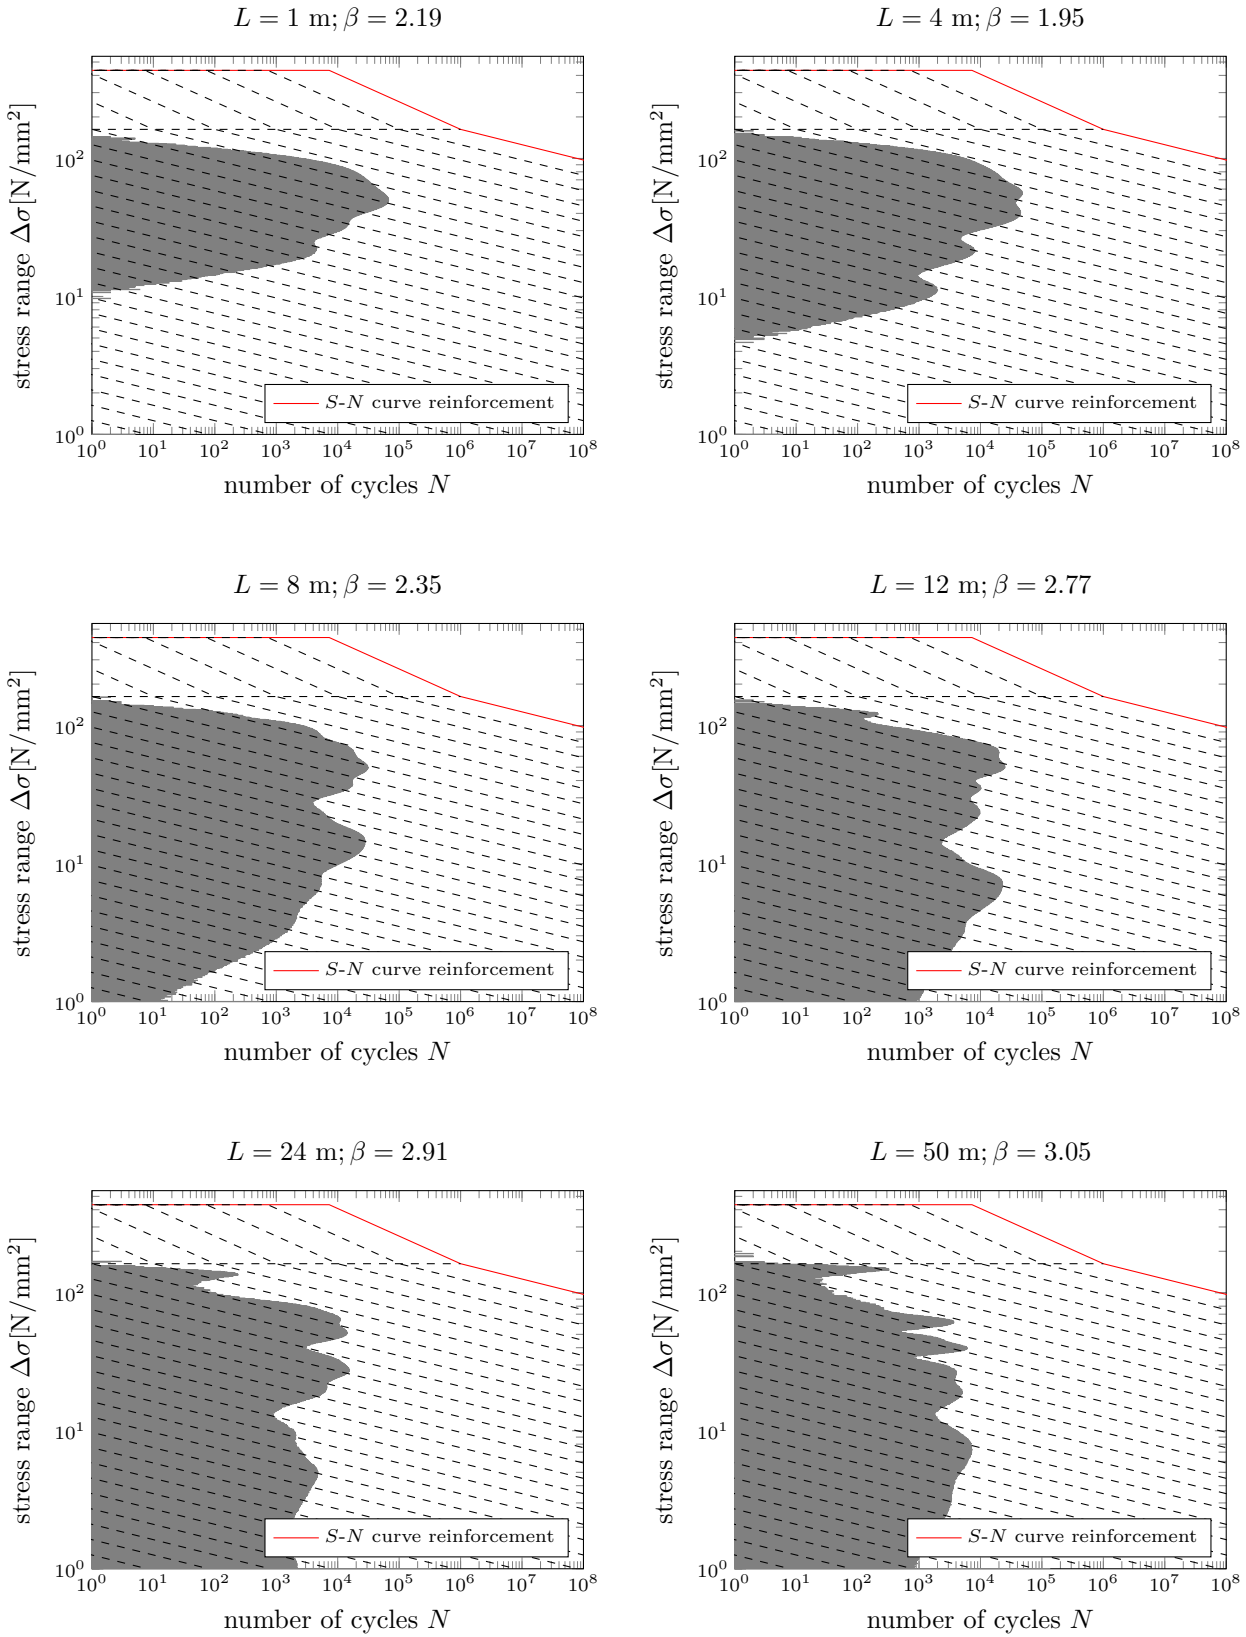 L = 1 m; β = 2.19
stress range Δσ[N/mm²]
10²
10¹
10⁰
10⁰ 10¹ 10² 10³ 10⁴ 10⁵ 10⁶ 10⁷ 10⁸
number of cycles N
S-N curve reinforcement
L = 4 m; β = 1.95
stress range Δσ[N/mm²]
10²
10¹
10⁰
10⁰ 10¹ 10² 10³ 10⁴ 10⁵ 10⁶ 10⁷ 10⁸
number of cycles N
S-N curve reinforcement
L = 8 m; β = 2.35
stress range Δσ[N/mm²]
10²
10¹
10⁰
10⁰ 10¹ 10² 10³ 10⁴ 10⁵ 10⁶ 10⁷ 10⁸
number of cycles N
S-N curve reinforcement
L = 12 m; β = 2.77
stress range Δσ[N/mm²]
10²
10¹
10⁰
10⁰ 10¹ 10² 10³ 10⁴ 10⁵ 10⁶ 10⁷ 10⁸
number of cycles N
S-N curve reinforcement
L = 24 m; β = 2.91
stress range Δσ[N/mm²]
10²
10¹
10⁰
10⁰ 10¹ 10² 10³ 10⁴ 10⁵ 10⁶ 10⁷ 10⁸
number of cycles N
S-N curve reinforcement
L = 50 m; β = 3.05
stress range Δσ[N/mm²]
10²
10¹
10⁰
10⁰ 10¹ 10² 10³ 10⁴ 10⁵ 10⁶ 10⁷ 10⁸
number of cycles N
S-N curve reinforcement